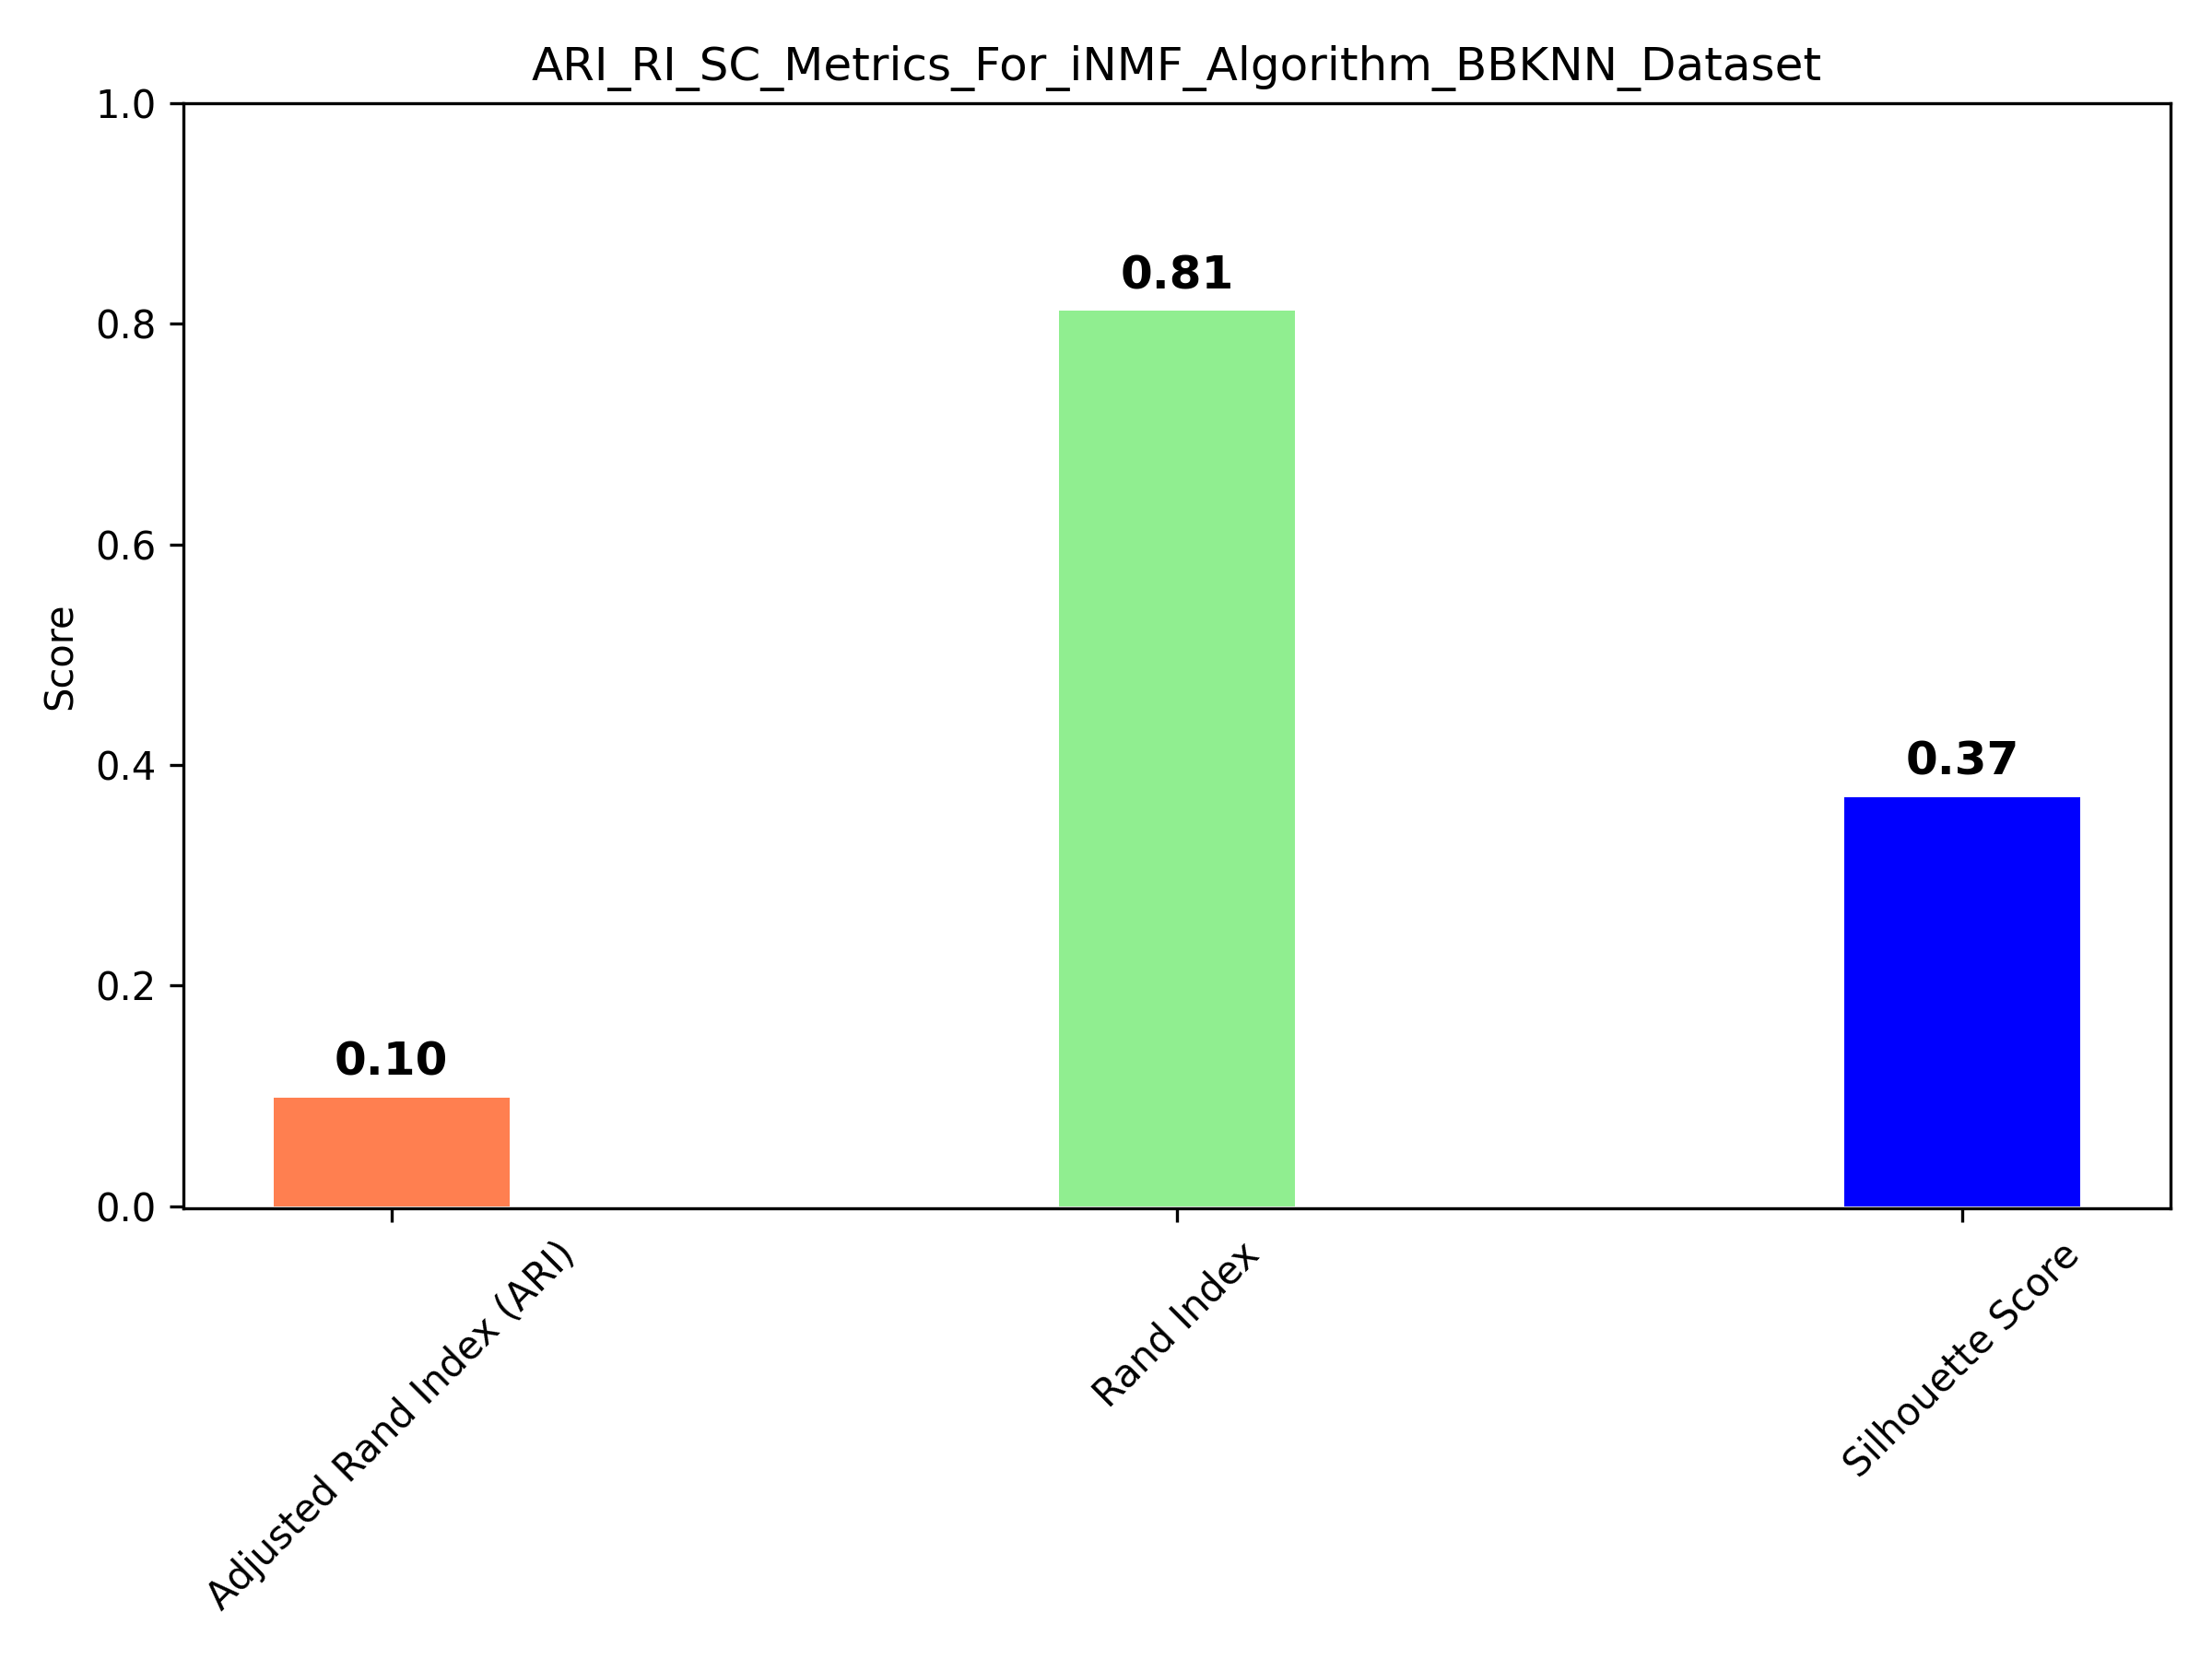 ARI_RI_SC_Metrics_For_iNMF_Algorithm_BBKNN_Dataset
1.0
0.8
0.6
0.4
0.2
0.0
Score
0.10
0.81
0.37
Adjusted Rand Index (ARI)
Rand Index
Silhouette Score